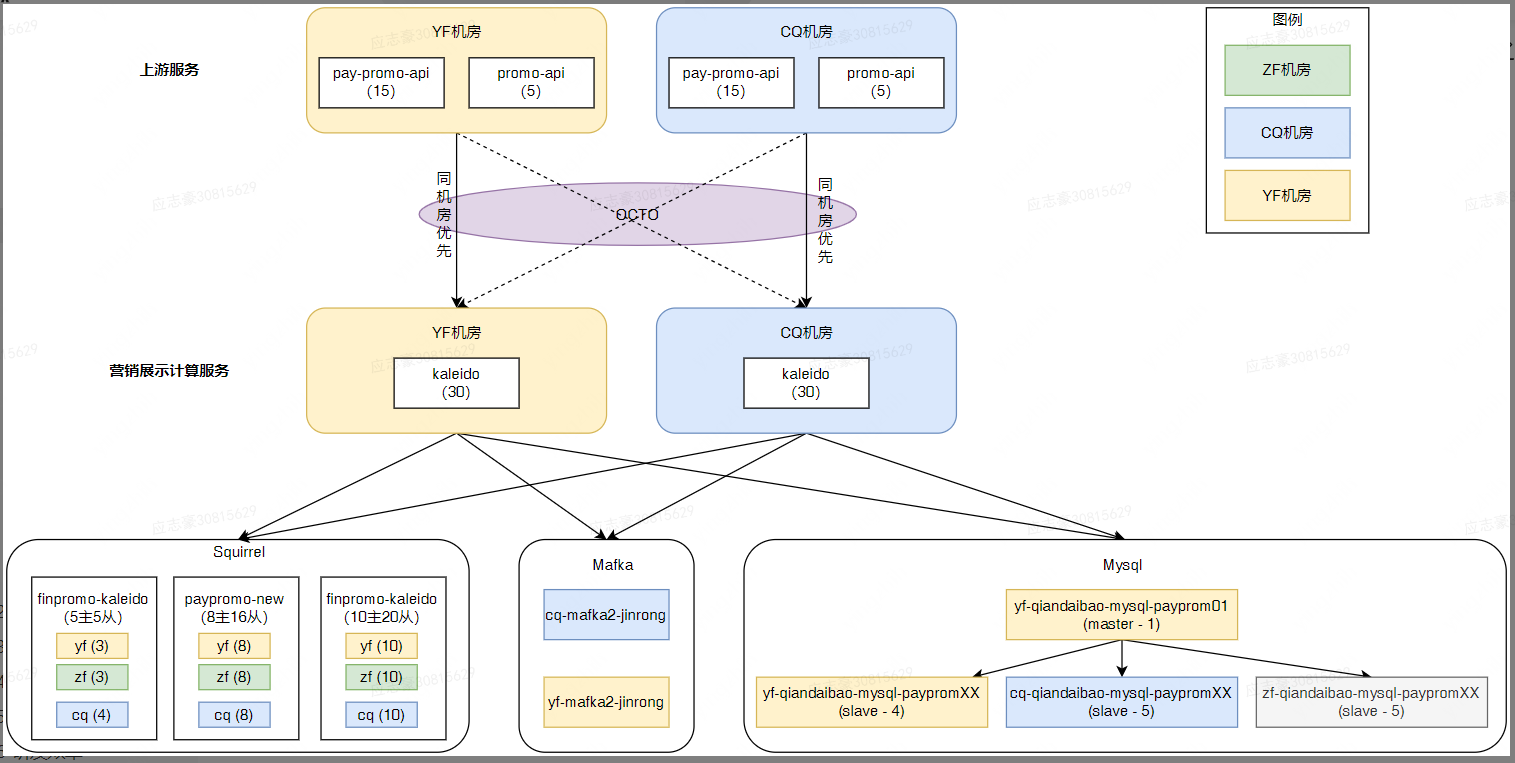 YF机房
pay-promo-api
(15)
promo-api
(5)
CQ机房
pay-promo-api
(15)
promo-api
(5)
图例
ZF机房
CQ机房
YF机房
上游服务
同机房优先
OCTO
同机房优先
营销展示计算服务
YF机房
kaleido
(30)
CQ机房
kaleido
(30)
Squirrel
finpromo-kaleido
(5主5从)
yf (3)
zf (3)
cq (4)
paypromo-new
(8主16从)
yf (8)
zf (8)
cq (8)
finpromo-kaleido
(10主20从)
yf (10)
zf (10)
cq (10)
Mafka
cq-mafka2-jinrong
yf-mafka2-jinrong
Mysql
yf-qiandaibao-mysql-payprom01
(master - 1)
yf-qiandaibao-mysql-paypromXX
(slave - 4)
cq-qiandaibao-mysql-paypromXX
(slave - 5)
zf-qiandaibao-mysql-paypromXX
(slave - 5)
应志豪30815629